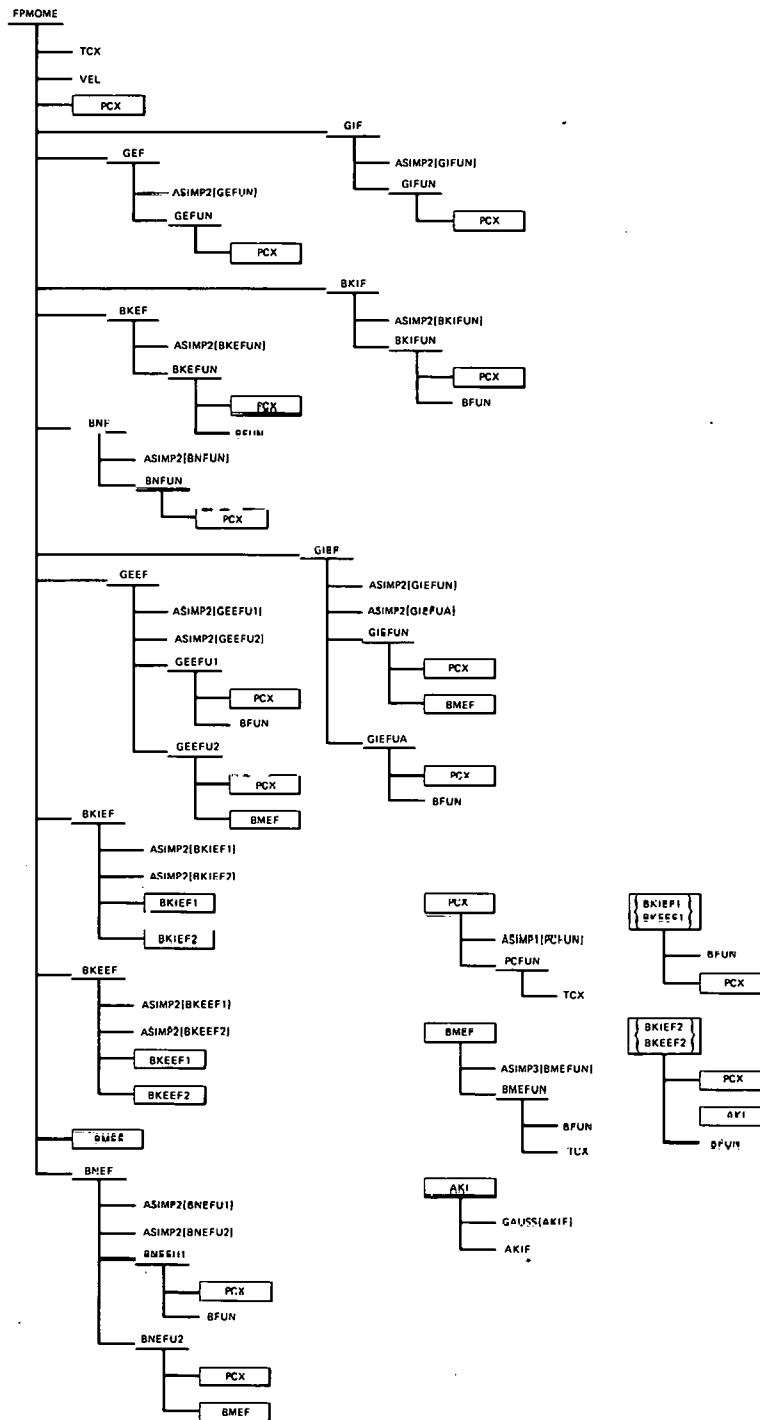 FPMOME
TCX
VEL
PCX
GIF
ASIMP2(GIFUN)
GIFUN
PCX
GEF
ASIMP2(GEFUN)
GEFUN
PCX
BKIF
ASIMP2(BKIFUN)
BKIFUN
PCX
BFUN
BKEF
ASIMP2(BKEFUN)
BKEFUN
PCX
BFUN
BNF
ASIMP2(BNFUN)
BNFUN
PCX
GIEF
ASIMP2(GIEFUN)
ASIMP2(GIEFUA)
GIEFUN
PCX
BMEF
GIEFUA
PCX
BFUN
GEEF
ASIMP2(GEEFU1)
ASIMP2(GEEFU2)
GEEFU1
PCX
BFUN
GEEFU2
PCX
BMEF
BKIEF
ASIMP2(BKIEF1)
ASIMP2(BKIEF2)
BKIEF1
BKIEF2
BKEEF
ASIMP2(BKEEF1)
ASIMP2(BKEEF2)
BKEEF1
BKEEF2
BNEF
ASIMP2(BNEFU1)
ASIMP2(BNEFU2)
PCX
BFUN
BNEFU2
PCX
BMEF
PCX
ASIMP1(PCFUN)
PCFUN
TCX
BMEF
ASIMP3(BMEFUN)
BMEFUN
BFUN
TCX
AKI
GAUSS(AKIF)
AKIF
BKIEF1
BKEEF1
BFUN
PCX
BKIEF2
BKEEF2
PCX
AKI
BFUN